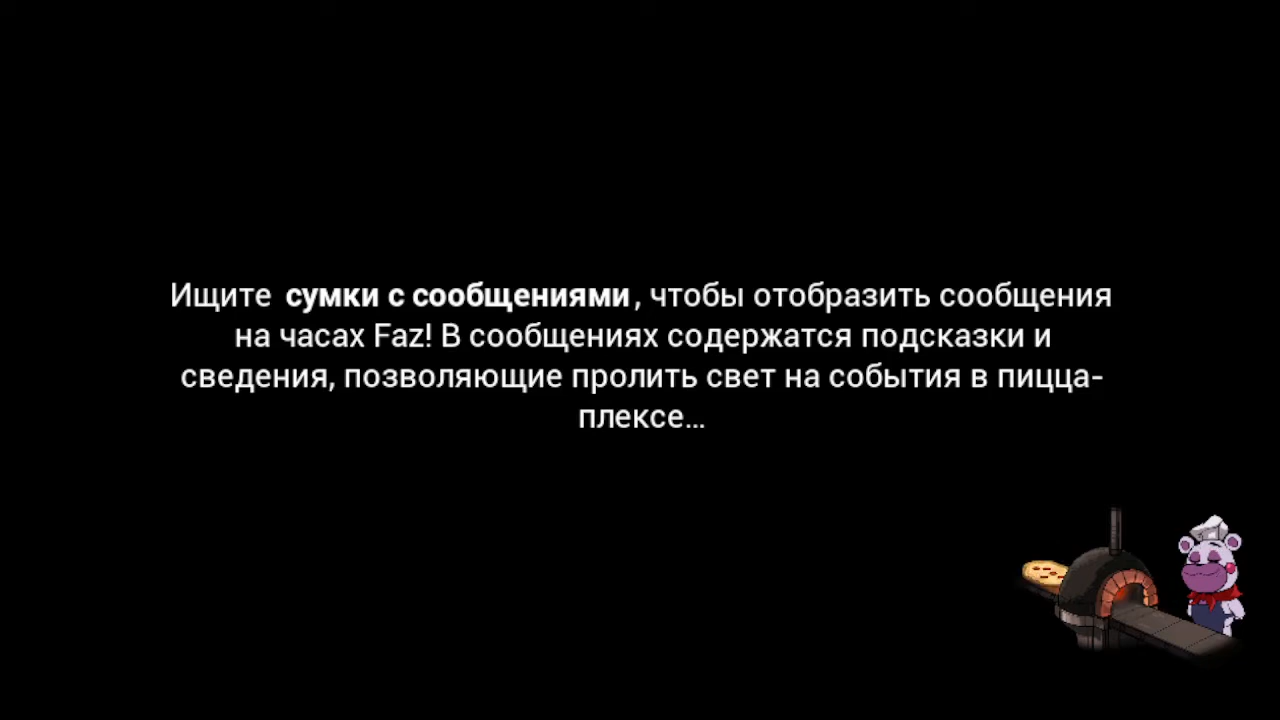 Ищите сумки с сообщениями, чтобы отобразить сообщения
на часах Faz! В сообщениях содержатся подсказки и
сведения, позволяющие пролить свет на события в пицца-
плексе...